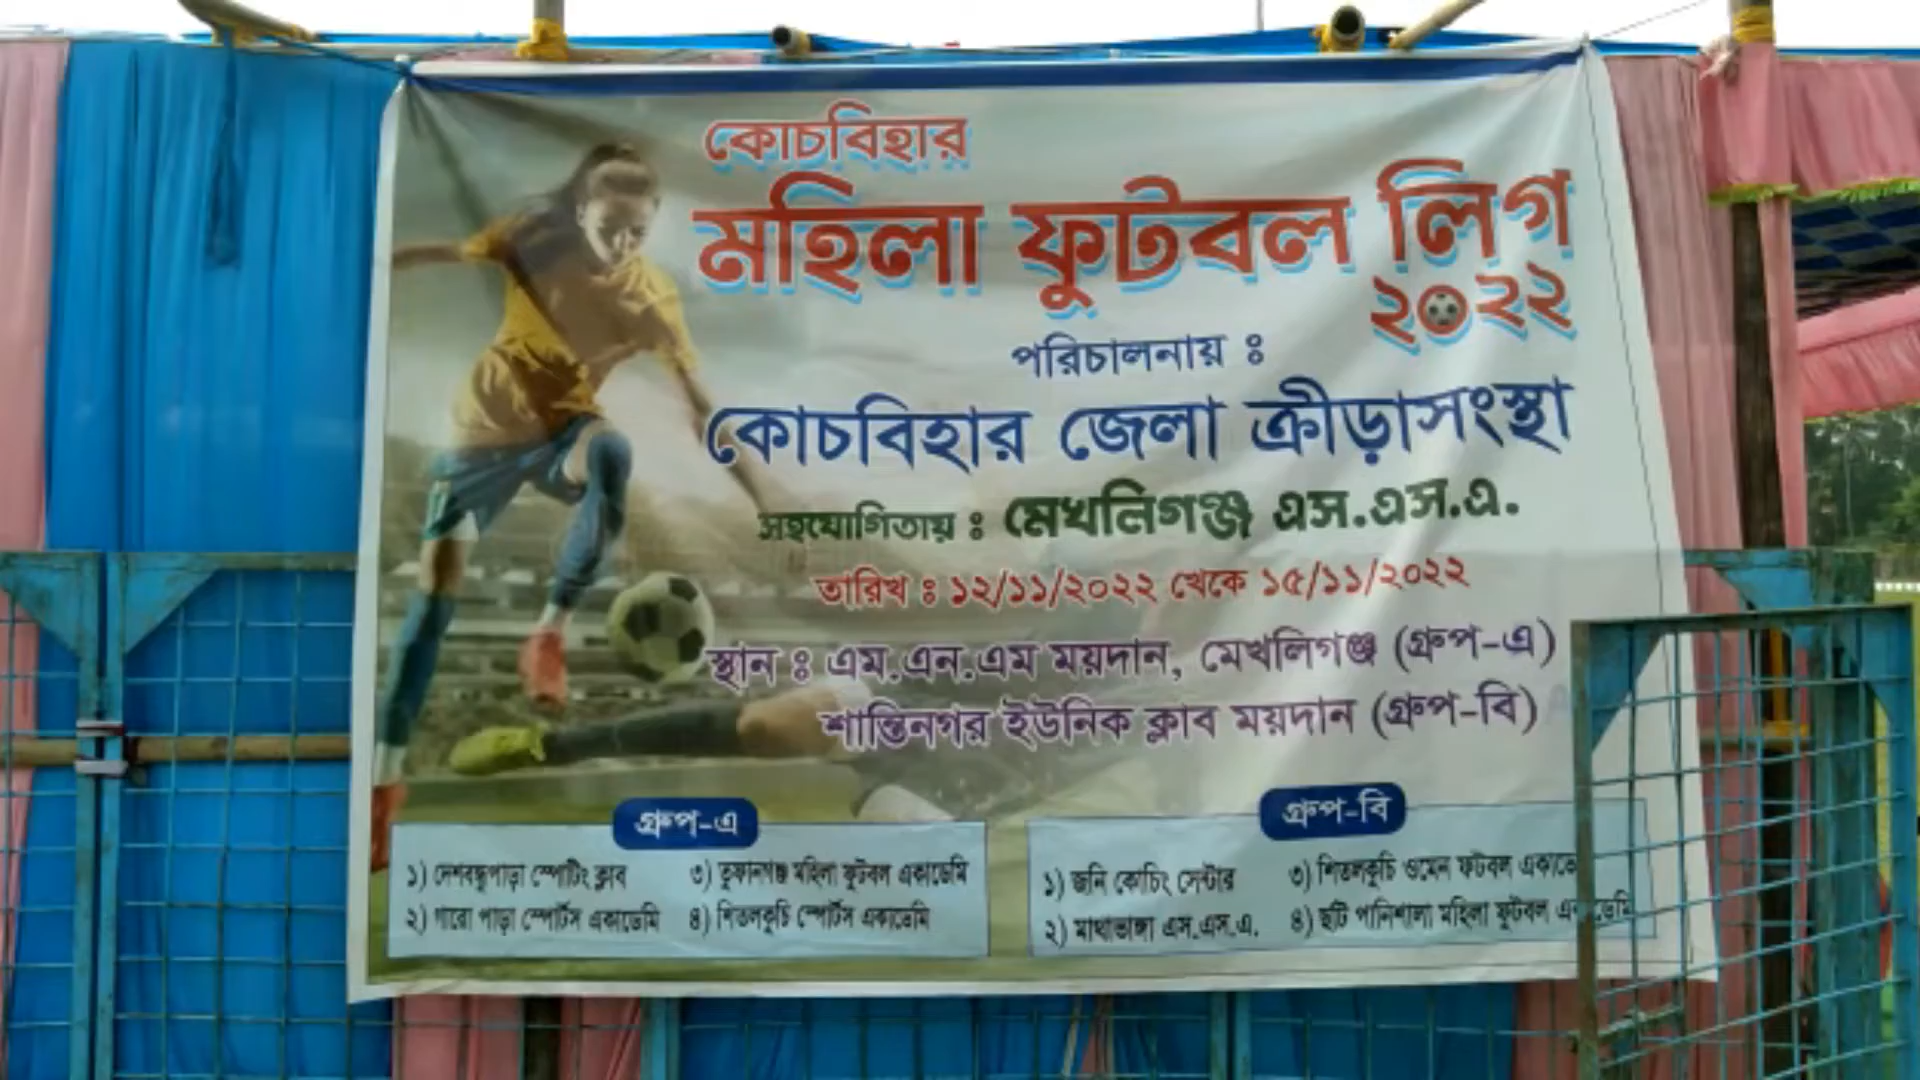 কোচবিহার
মহিলা ফুটবল লিগ
২০২২
পরিচালনায় ঃ
কোচবিহার জেলা ক্রীড়াসংস্থা
সহযোগিতায় ঃ মেখলিগঞ্জ এস.এস.এ.
তারিখ ঃ ১২/১১/২০২২ থেকে ১৫/১১/২০২২
স্থান ঃ এম.এন.এম ময়দান, মেখলিগঞ্জ (গ্রুপ-এ)
শান্তিনগর ইউনিক ক্লাব ময়দান (গ্রুপ-বি)
গ্রুপ-এ
১) দেশবন্ধুপাড়া স্পোটিং ক্লাব
২) গারো পাড়া স্পোর্টস একাডেমি
৩) তুফানগঞ্জ মহিলা ফুটবল একাডেমি
৪) শিতলকুচি স্পোর্টস একাডেমি
গ্রুপ-বি
১) জনি কোচিং সেন্টার
২) মাথাভাঙ্গা এস.এস.এ.
৩) শিতলকুচি ওমেন ফটবল
৪) ছটি পানিশালা মহিলা ফুটবল একাডেমি